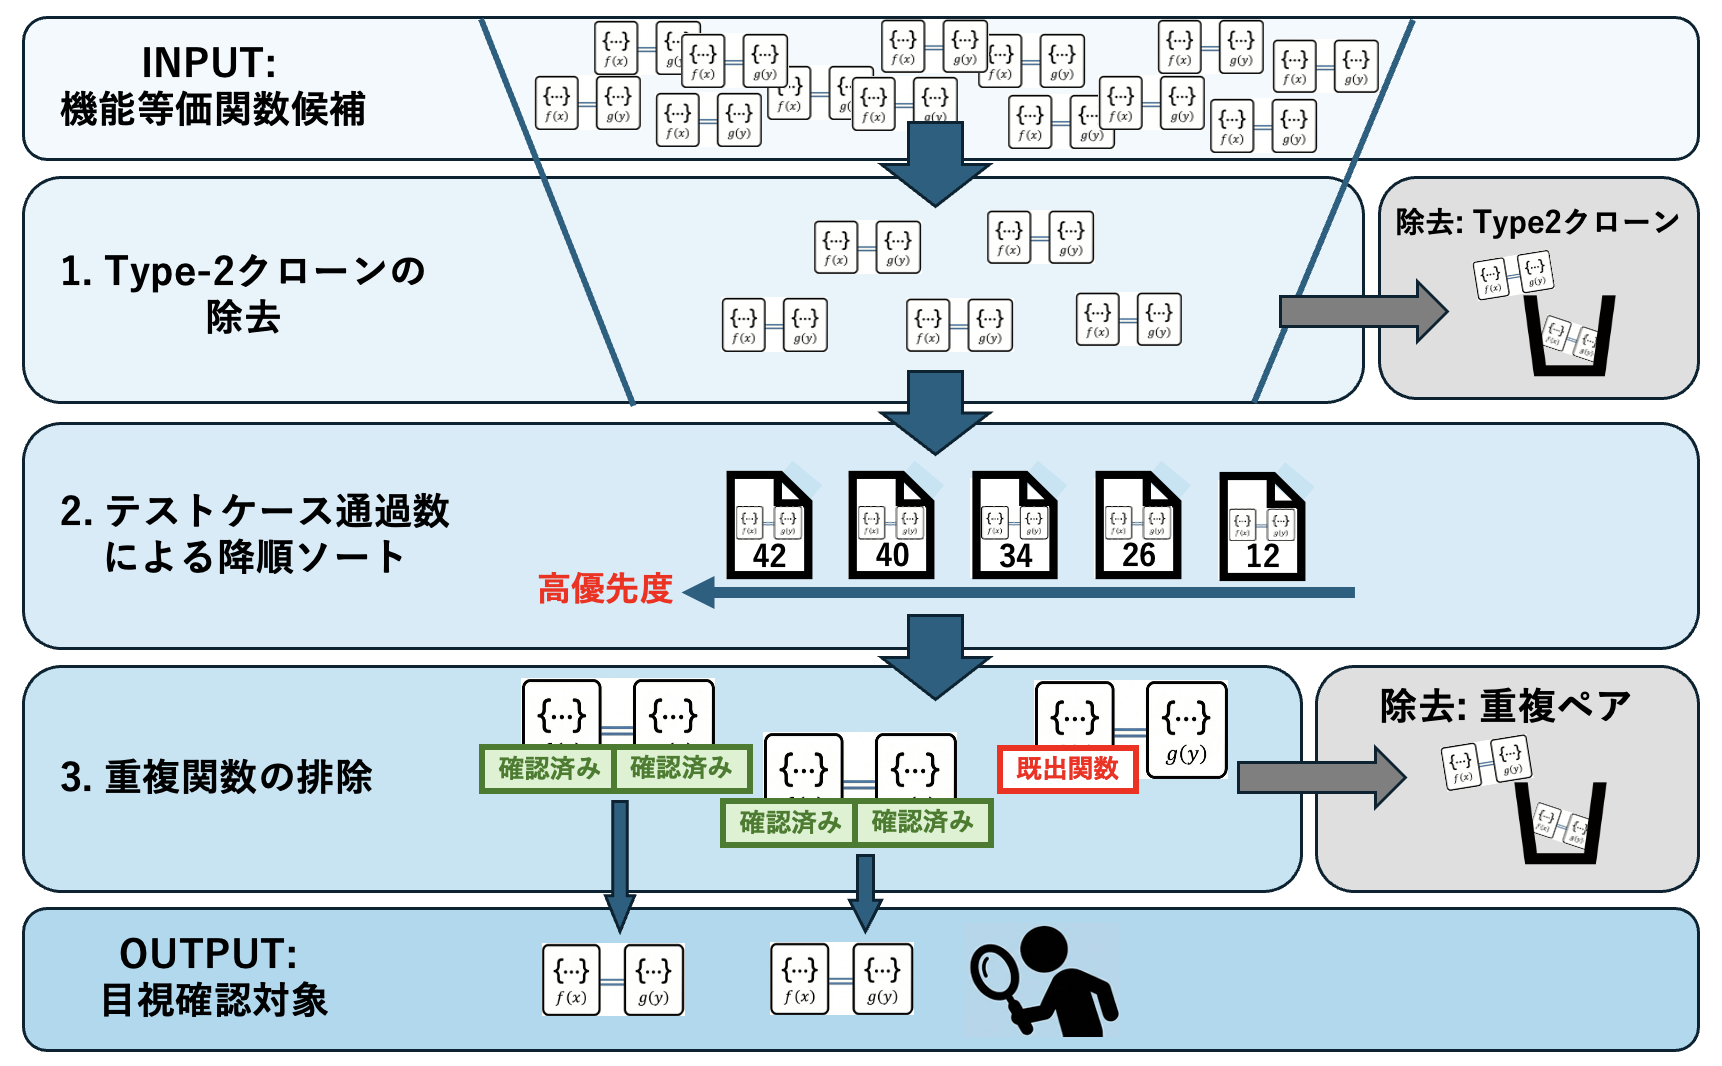 INPUT:
機能等価関数候補
{…} {…} {…} {…} {…} {…} {…} {…} {…} {…} {…} {…}
f(x) g(y) f(x) g(y) f(x) g(y) f(x) g(y) f(x) g(y) f(x) g(y)
{…} {…} {…} {…} {…} {…} {…} {…} {…} {…} {…} {…} {…} {…}
f(x) g(y) f(x) g(y) f(x) g( f(x) g(y) f(x) g( f(x) g(y) f(x) g(y)
1. Type-2クローンの
除去
{…} {…} {…} {…}
f(x) g(y) f(x) g(y)
{…} {…} {…} {…} {…} {…}
f(x) g(y) f(x) g(y) f(x) g(y)
除去: Type2クローン
{…} {…}
f(x) g(y)
{…} {…}
f(x) g(y)
2. テストケース通過数
による降順ソート
{…} {…} {…} {…} {…} {…} {…} {…} {…} {…}
f(x) g(y) f(x) g(y) f(x) g(y) f(x) g(y) f(x) g(y)
42 40 34 26 12
高優先度
3. 重複関数の排除
{…} {…}
確認済み 確認済み
{…} {…}
確認済み 確認済み
{…} {…}
既出関数 g(y)
除去: 重複ペア
{…} {…}
f(x) g(y)
{…} {…}
f(x) g(y)
OUTPUT:
目視確認対象
{…} {…} {…} {…}
f(x) g(y) f(x) g(y)